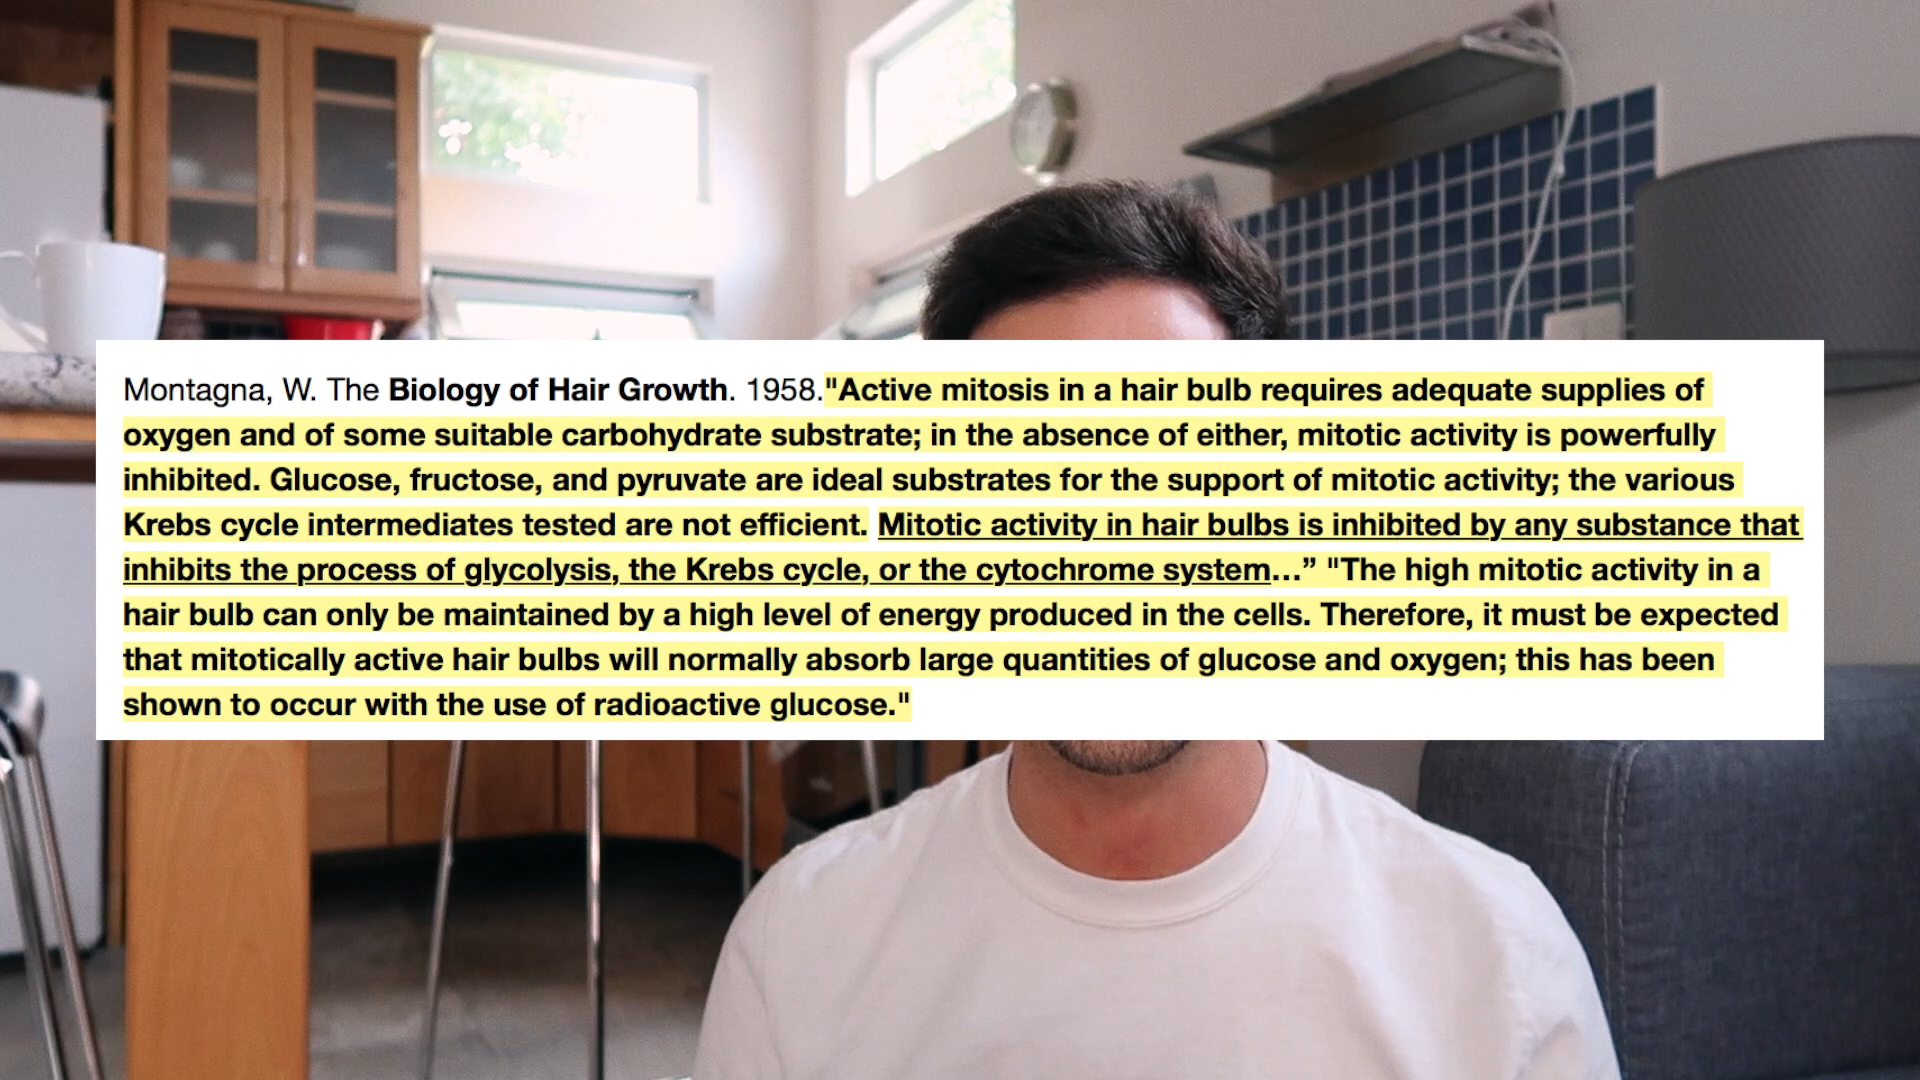 Montagna, W. The Biology of Hair Growth. 1958."Active mitosis in a hair bulb requires adequate supplies of
oxygen and of some suitable carbohydrate substrate; in the absence of either, mitotic activity is powerfully
inhibited. Glucose, fructose, and pyruvate are ideal substrates for the support of mitotic activity; the various
Krebs cycle intermediates tested are not efficient. Mitotic activity in hair bulbs is inhibited by any substance that
inhibits the process of glycolysis, the Krebs cycle, or the cytochrome system…” "The high mitotic activity in a
hair bulb can only be maintained by a high level of energy produced in the cells. Therefore, it must be expected
that mitotically active hair bulbs will normally absorb large quantities of glucose and oxygen; this has been
shown to occur with the use of radioactive glucose."